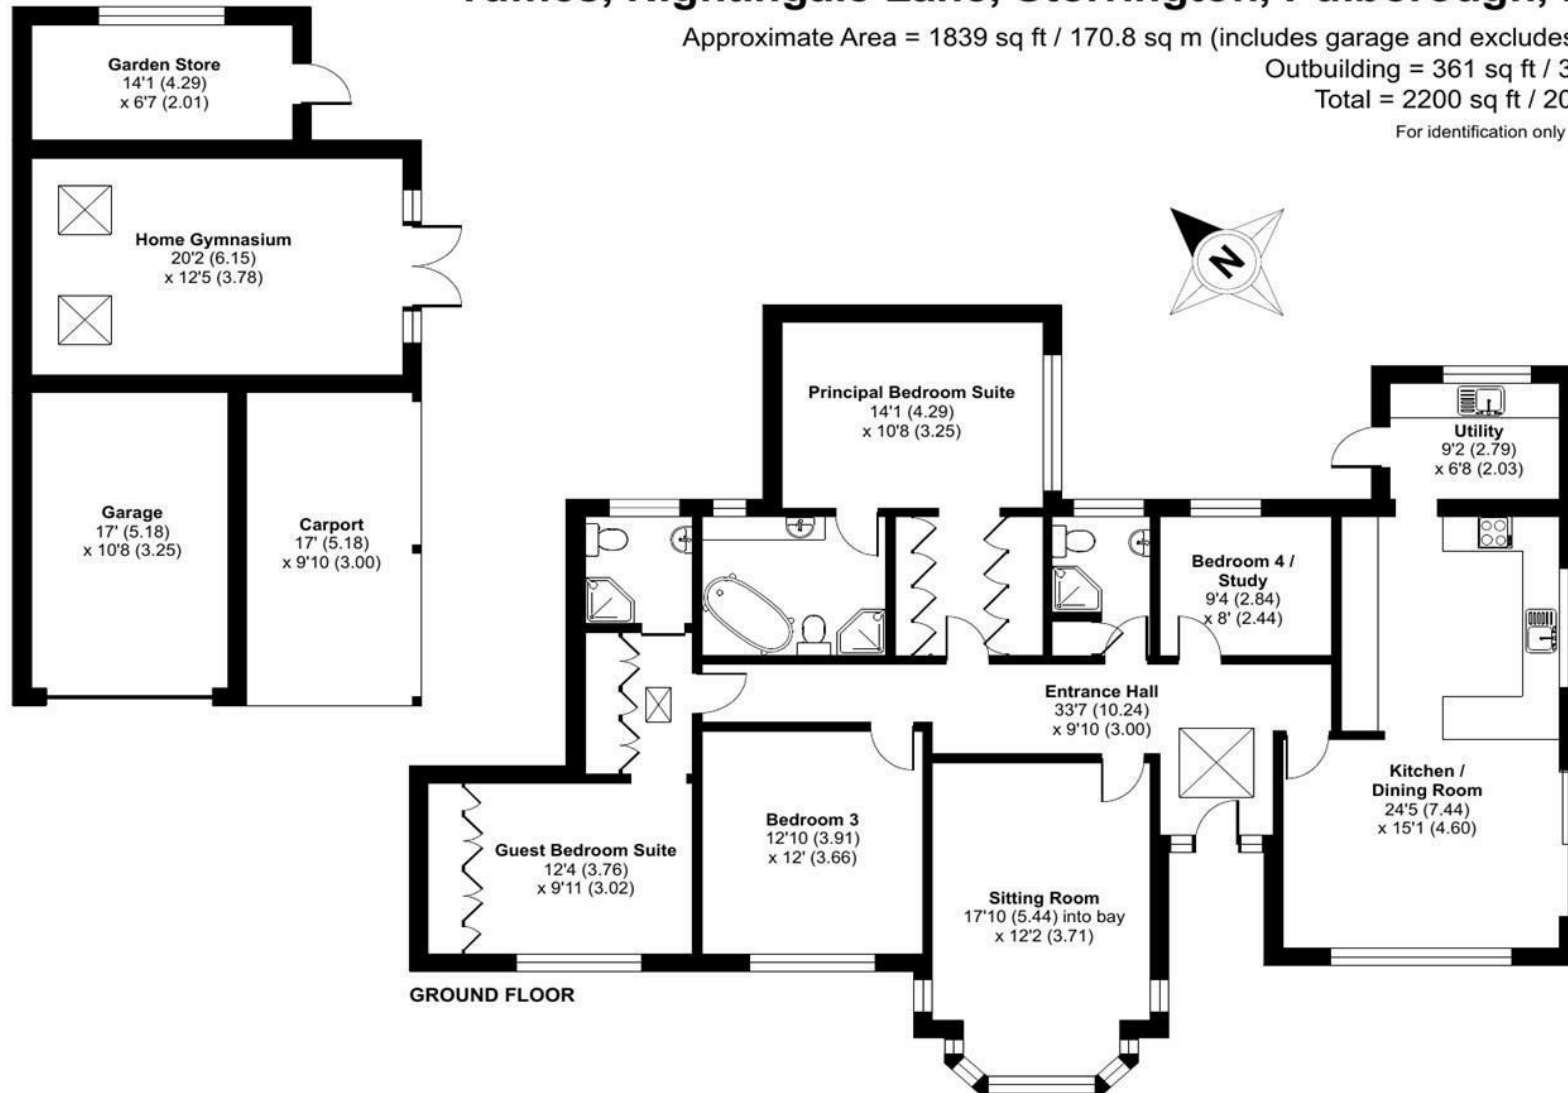 Nightingale Lane, Storrington, Pulborough,
Approximate Area = 1839 sq ft / 170.8 sq m (includes garage and excludes
Outbuilding = 361 sq ft / 3
Total = 2200 sq ft / 20
For identification only
Garden Store
14'1 (4.29)
x 6'7 (2.01)
Home Gymnasium
20'2 (6.15)
x 12'5 (3.78)
N
Principal Bedroom Suite
14'1 (4.29)
x 10'8 (3.25)
Utility
9'2 (2.79)
x 6'8 (2.03)
Garage
17' (5.18)
x 10'8 (3.25)
Carport
17' (5.18)
x 9'10 (3.00)
Bedroom 4 /
Study
9'4 (2.84)
x 8' (2.44)
Entrance Hall
33'7 (10.24)
x 9'10 (3.00)
Kitchen /
Dining Room
24'5 (7.44)
x 15'1 (4.60)
Guest Bedroom Suite
12'4 (3.76)
x 9'11 (3.02)
Bedroom 3
12'10 (3.91)
x 12' (3.66)
Sitting Room
17'10 (5.44) into bay
x 12'2 (3.71)
GROUND FLOOR